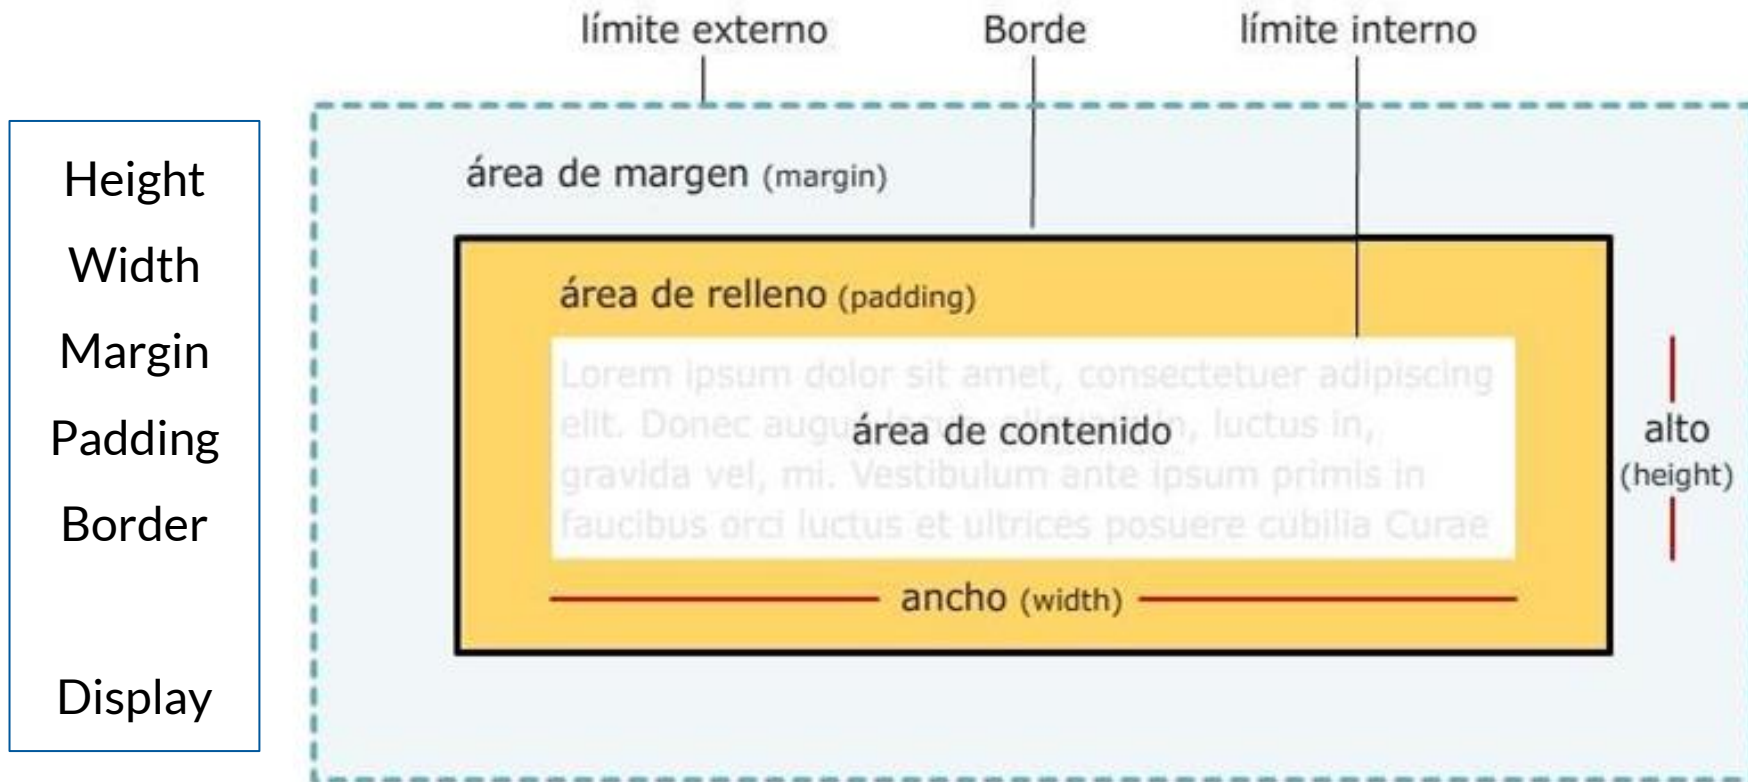 límite externo
Borde
límite interno
Height
Width
Margin
Padding
Border
Display
área de margen (margin)
área de relleno (padding)
Lorem ipsum dolor sit amet, consectetuer adipiscing
elit. Donec augue in, luctus in,
área de contenido
gravida vel, mi. Vestibulum ante ipsum primis in
faucibus orci luctus et ultrices posuere cubilia Curae
ancho (width)
alto
(height)